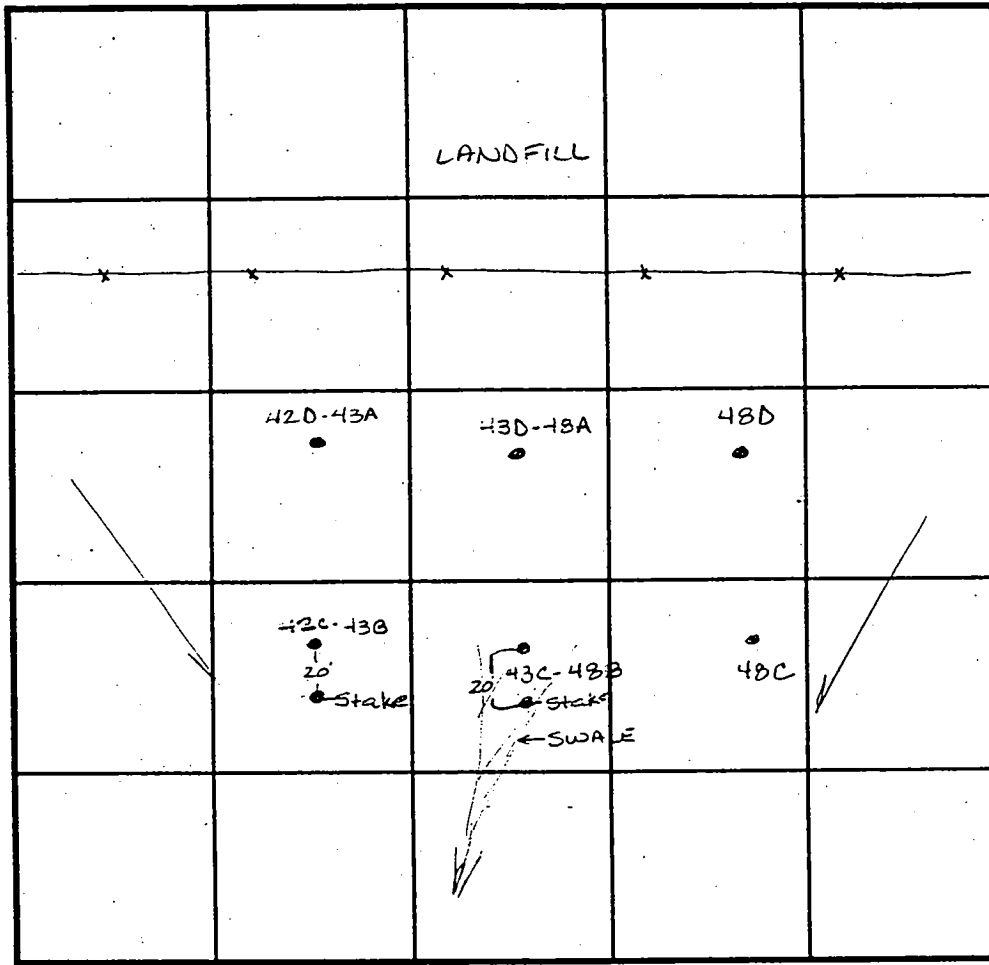 LANDFILL
x x x x x
42D-43A
43D-48A
48D
42C-43B
20'
Stake
43C-48B
20
Stake
48C
SWALE